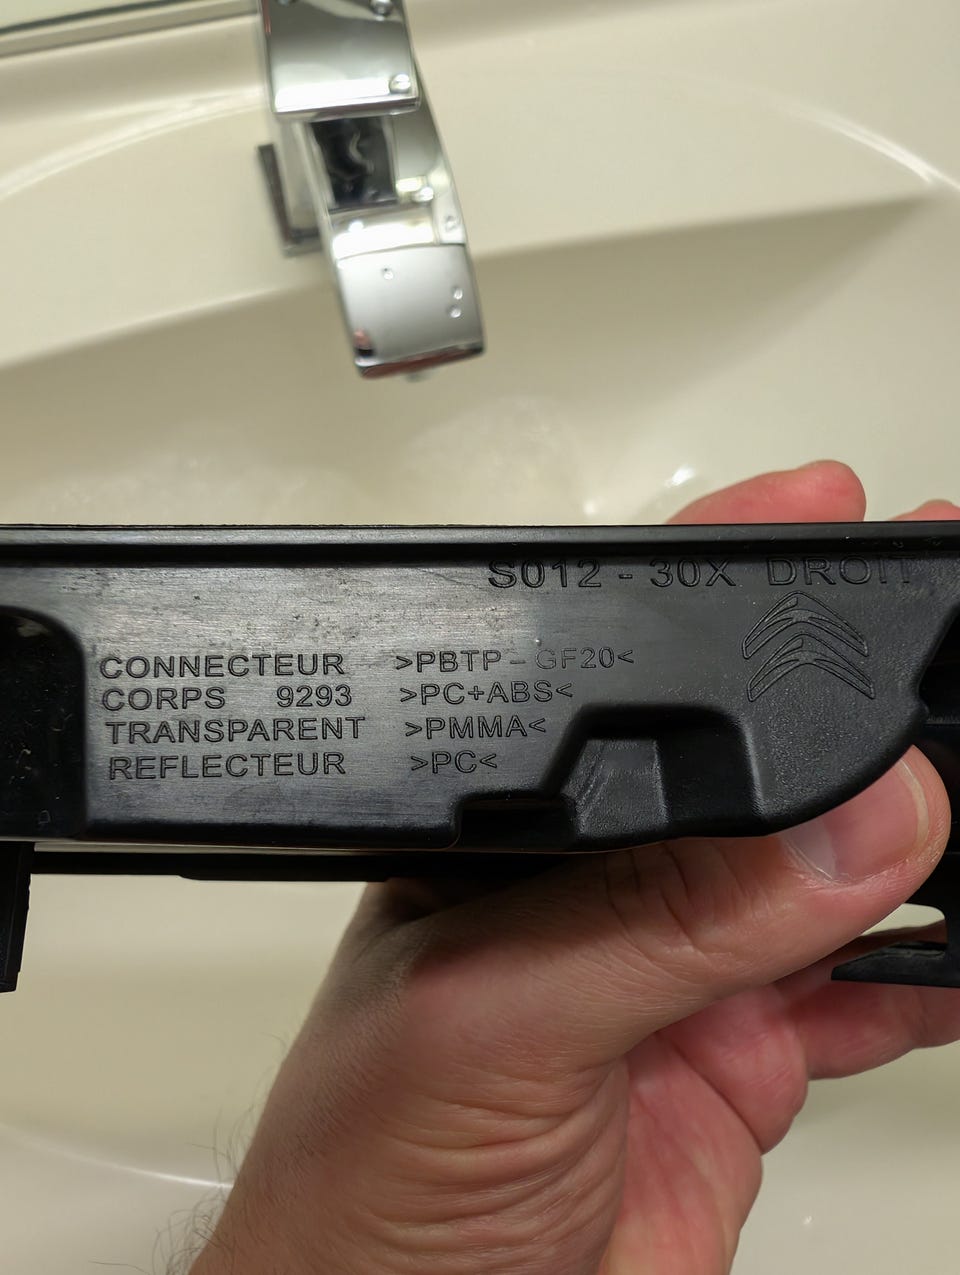 S012 - 30X DROIT
CONNECTEUR >PBTP - GF20<
CORPS 9293 >PC+ABS<
TRANSPARENT >PMMA<
REFLECTEUR >PC<